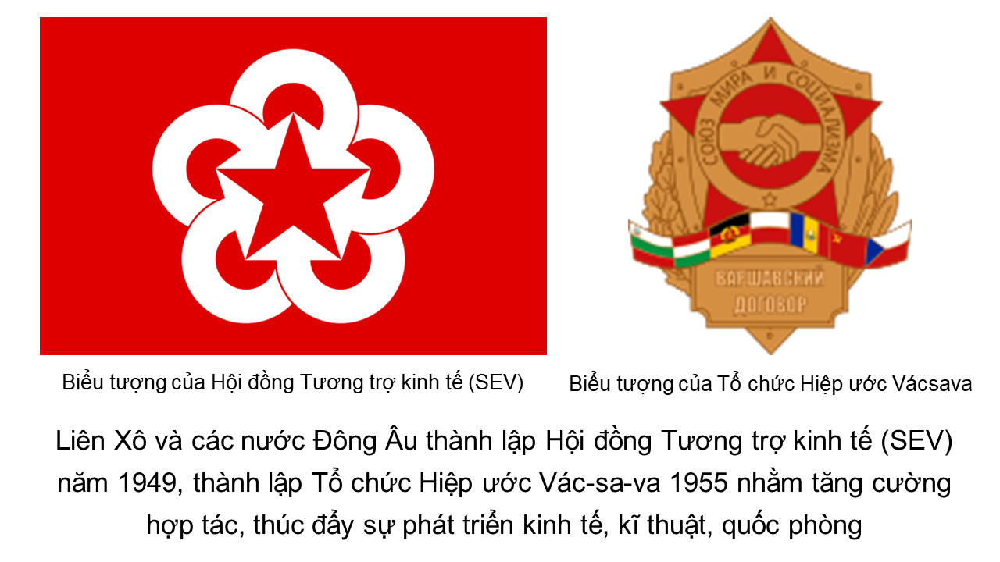 СОЮЗ МИРА И СОЦИАЛИЗМА
ВАРШАВСКИЙ
ДОГОВОР
Biểu tượng của Hội đồng Tương trợ kinh tế (SEV)
Biểu tượng của Tổ chức Hiệp ước Vácsava
Liên Xô và các nước Đông Âu thành lập Hội đồng Tương trợ kinh tế (SEV)
năm 1949, thành lập Tổ chức Hiệp ước Vác-sa-va 1955 nhằm tăng cường
hợp tác, thúc đẩy sự phát triển kinh tế, kĩ thuật, quốc phòng